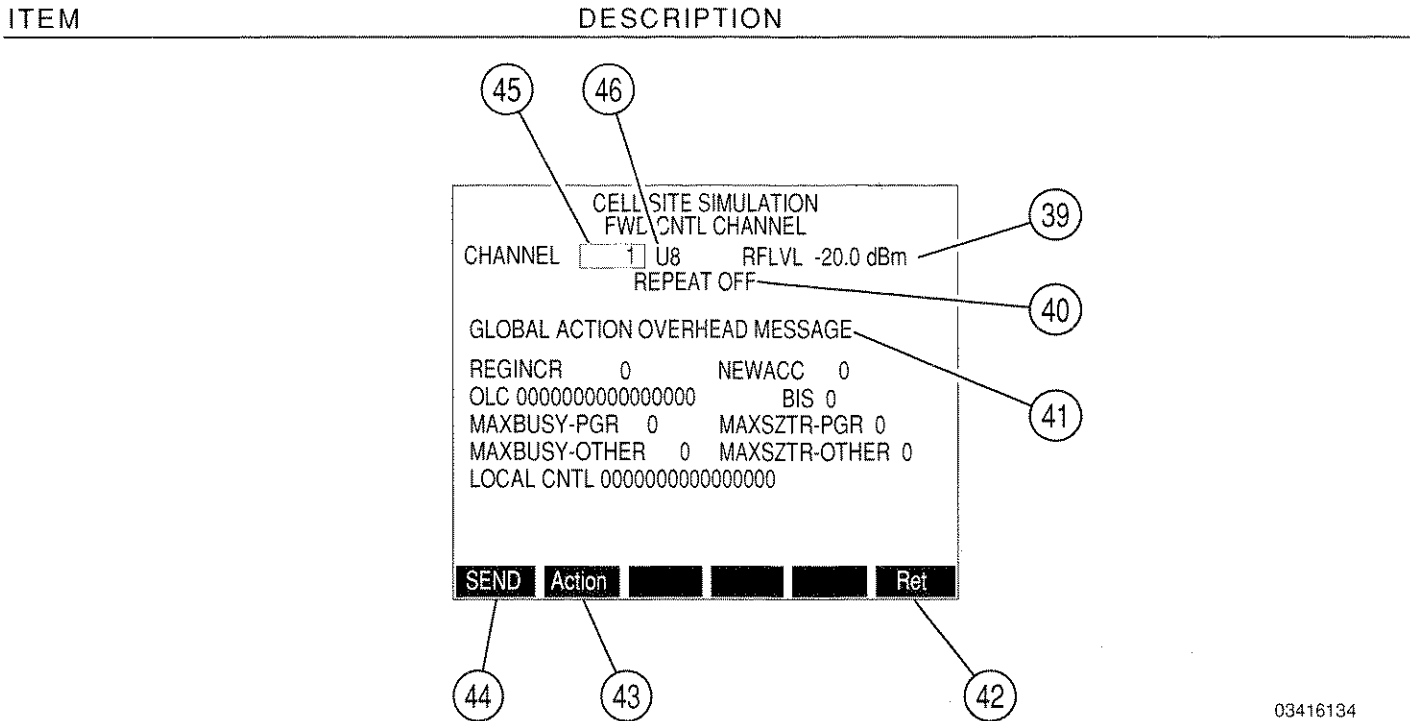 ITEM DESCRIPTION
45 46
CELL SITE SIMULATION
FWD CNTL CHANNEL
39
CHANNEL 1 U8 RFLVL -20.0 dBm
REPEAT OFF
40
GLOBAL ACTION OVERHEAD MESSAGE
REGINCR 0 NEWACC 0
OLC 0000000000000000 BIS 0
41
MAXBUSY-PGR 0 MAXSZTR-PGR 0
MAXBUSY-OTHER 0 MAXSZTR-OTHER 0
LOCAL CNTL 0000000000000000
SEND Action Ret
44 43 42
03416134